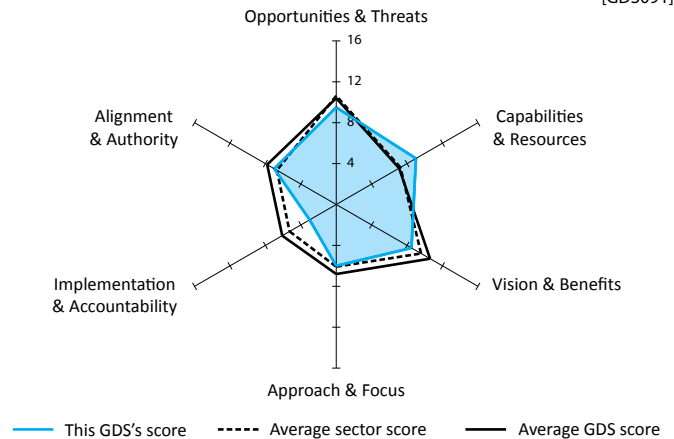 Opportunities & Threats
16
12
8
4
Alignment
& Authority
Capabilities
& Resources
Implementation
& Accountability
Vision & Benefits
Approach & Focus
This GDS's score
Average sector score
Average GDS score